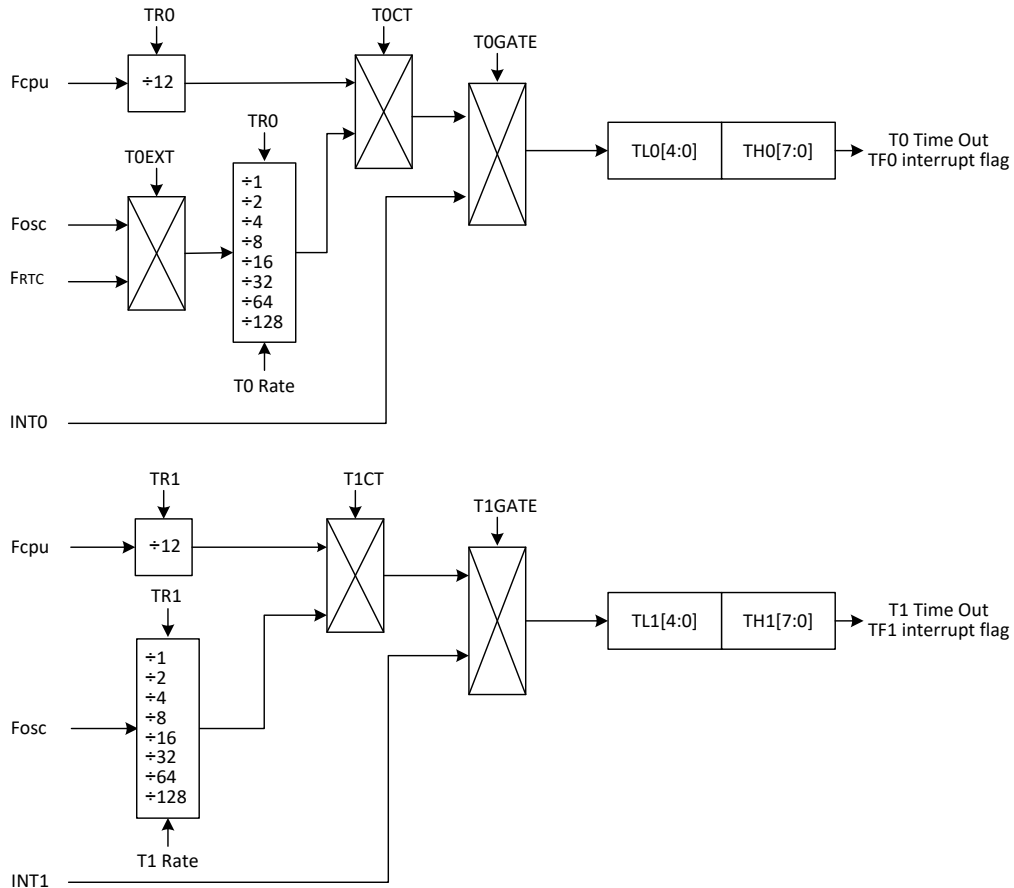 TR0
T0CT
T0GATE
Fcpu
÷12
TR0
T0EXT
÷1
÷2
÷4
÷8
÷16
÷32
÷64
÷128
Fosc
FRTC
T0 Rate
INT0
TL0[4:0]
TH0[7:0]
T0 Time Out
TF0 interrupt flag
TR1
T1CT
T1GATE
Fcpu
÷12
TR1
÷1
÷2
÷4
÷8
÷16
÷32
÷64
÷128
Fosc
T1 Rate
INT1
TL1[4:0]
TH1[7:0]
T1 Time Out
TF1 interrupt flag